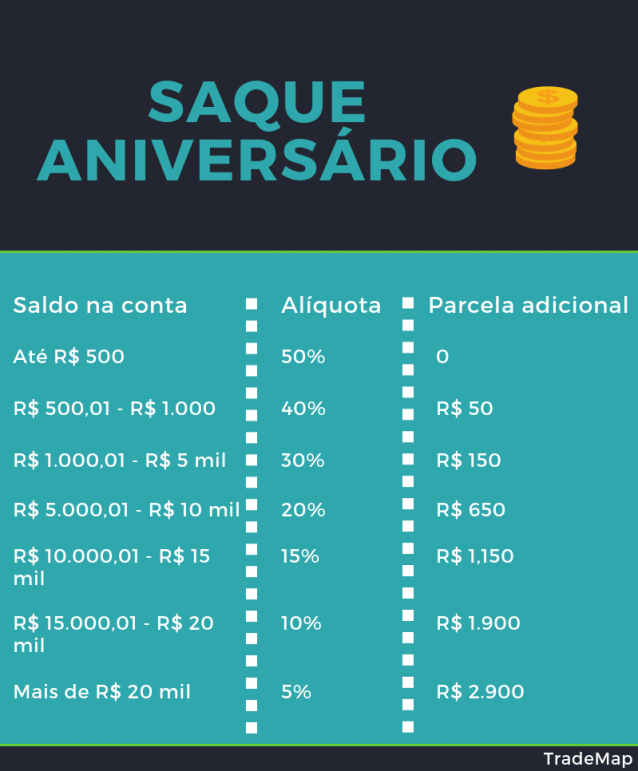 SAQUE
ANIVERSÁRIO
$
Saldo na conta Alíquota Parcela adicional
Até R$ 500 50% 0
R$ 500,01 - R$ 1.000 40% R$ 50
R$ 1.000,01 - R$ 5 mil 30% R$ 150
R$ 5.000,01 - R$ 10 mil 20% R$ 650
R$ 10.000,01 - R$ 15 15% R$ 1,150
mil
R$ 15.000,01 - R$ 20 10% R$ 1.900
mil
Mais de R$ 20 mil 5% R$ 2.900
TradeMap